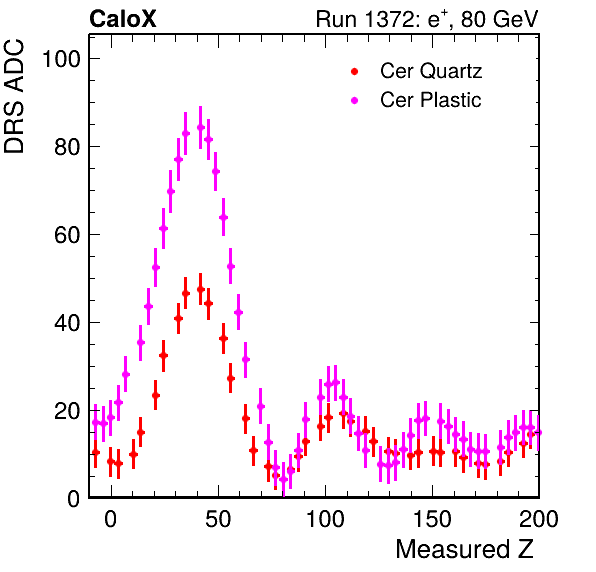 CaloX Run 1372: e⁺, 80 GeV
DRS ADC
Cer Quartz
Cer Plastic
100
80
60
40
20
0
0 50 100 150 200
Measured Z